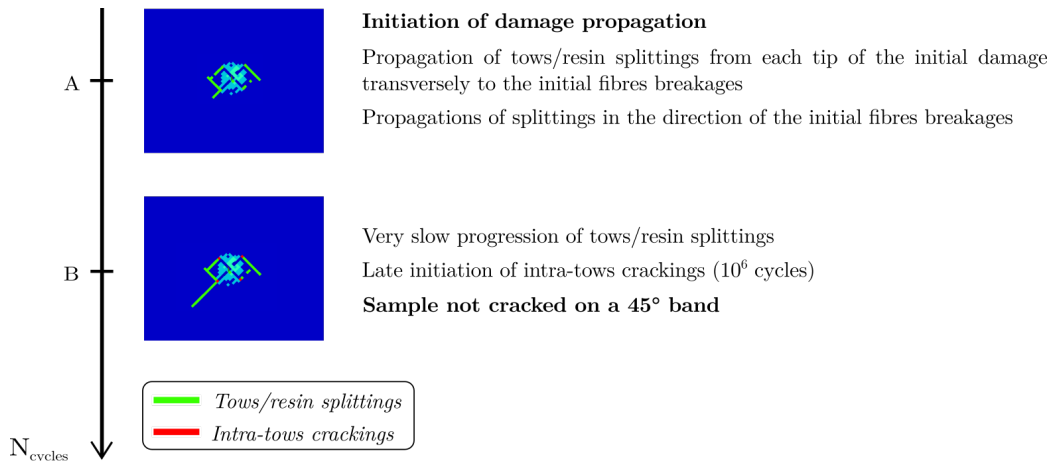 Initiation of damage propagation
A
Propagation of tows/resin splittings from each tip of the initial damage
transversely to the initial fibres breakages
Propagations of splittings in the direction of the initial fibres breakages
Very slow progression of tows/resin splittings
B
Late initiation of intra-tows crackings (10⁶ cycles)
Sample not cracked on a 45° band
Tows/resin splittings
Intra-tows crackings
N_cycles